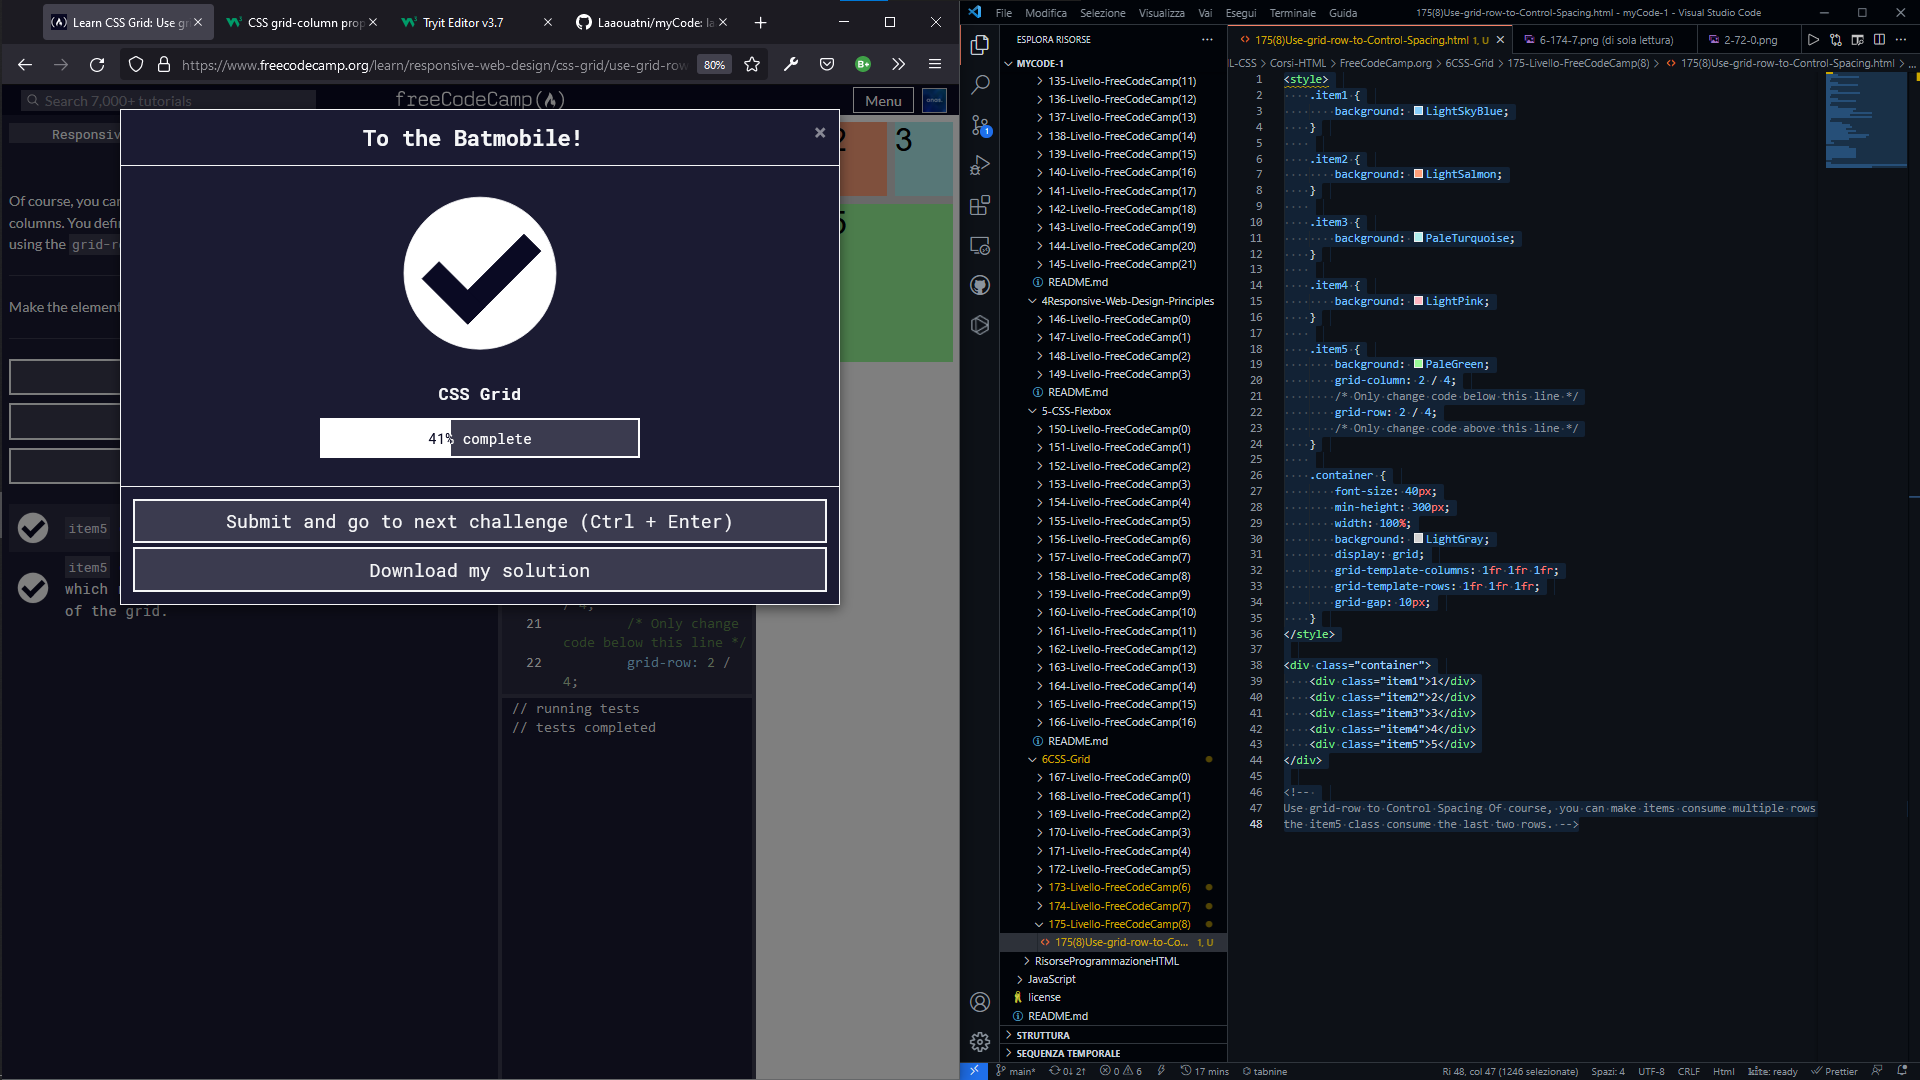 Learn CSS Grid: Use gri
CSS grid-column prop
Tryit Editor v3.7
Laaouatni/myCode: la
https://www.freecodecamp.org/learn/responsive-web-design/css-grid/use-grid-row
80%
Search 7,000+ tutorials
freeCodeCamp
Menu
Responsiv
To the Batmobile!
×
2
3
5
Of course, you can
columns. You defin
using the grid-r
Make the element
CSS Grid
41% complete
Submit and go to next challenge (Ctrl + Enter)
Download my solution
item5
item5
which
of the grid.
/ 4;
21 /* Only change
code below this line */
22 grid-row: 2 /
4;
// running tests
// tests completed
File Modifica Selezione Visualizza Vai Esegui Terminale Guida
175(8)Use-grid-row-to-Control-Spacing.html - myCode-1 - Visual Studio Code
ESPLORA RISORSE
MYCODE-1
135-Livello-FreeCodeCamp(11)
136-Livello-FreeCodeCamp(12)
137-Livello-FreeCodeCamp(13)
138-Livello-FreeCodeCamp(14)
139-Livello-FreeCodeCamp(15)
140-Livello-FreeCodeCamp(16)
141-Livello-FreeCodeCamp(17)
142-Livello-FreeCodeCamp(18)
143-Livello-FreeCodeCamp(19)
144-Livello-FreeCodeCamp(20)
145-Livello-FreeCodeCamp(21)
README.md
4Responsive-Web-Design-Principles
146-Livello-FreeCodeCamp(0)
147-Livello-FreeCodeCamp(1)
148-Livello-FreeCodeCamp(2)
149-Livello-FreeCodeCamp(3)
README.md
5-CSS-Flexbox
150-Livello-FreeCodeCamp(0)
151-Livello-FreeCodeCamp(1)
152-Livello-FreeCodeCamp(2)
153-Livello-FreeCodeCamp(3)
154-Livello-FreeCodeCamp(4)
155-Livello-FreeCodeCamp(5)
156-Livello-FreeCodeCamp(6)
157-Livello-FreeCodeCamp(7)
158-Livello-FreeCodeCamp(8)
159-Livello-FreeCodeCamp(9)
160-Livello-FreeCodeCamp(10)
161-Livello-FreeCodeCamp(11)
162-Livello-FreeCodeCamp(12)
163-Livello-FreeCodeCamp(13)
164-Livello-FreeCodeCamp(14)
165-Livello-FreeCodeCamp(15)
166-Livello-FreeCodeCamp(16)
README.md
6CSS-Grid
167-Livello-FreeCodeCamp(0)
168-Livello-FreeCodeCamp(1)
169-Livello-FreeCodeCamp(2)
170-Livello-FreeCodeCamp(3)
171-Livello-FreeCodeCamp(4)
172-Livello-FreeCodeCamp(5)
173-Livello-FreeCodeCamp(6)
174-Livello-FreeCodeCamp(7)
175-Livello-FreeCodeCamp(8)
175(8)Use-grid-row-to-Co... 1, U
RisorseProgrammazioneHTML
JavaScript
license
README.md
STRUTTURA
SEQUENZA TEMPORALE
175(8)Use-grid-row-to-Control-Spacing.html 1, U
6-174-7.png (di sola lettura)
2-72-0.png
L-CSS > Corsi-HTML > FreeCodeCamp.org > 6CSS-Grid > 175-Livello-FreeCodeCamp(8) > 175(8)Use-grid-row-to-Control-Spacing.html > ...
1 <style>
2 .item1 {
3 background: LightSkyBlue;
4 }
5
6 .item2 {
7 background: LightSalmon;
8 }
9
10 .item3 {
11 background: PaleTurquoise;
12 }
13
14 .item4 {
15 background: LightPink;
16 }
17
18 .item5 {
19 background: PaleGreen;
20 grid-column: 2 / 4;
21 /* Only change code below this line */
22 grid-row: 2 / 4;
23 /* Only change code above this line */
24 }
25
26 .container {
27 font-size: 40px;
28 min-height: 300px;
29 width: 100%;
30 background: LightGray;
31 display: grid;
32 grid-template-columns: 1fr 1fr 1fr;
33 grid-template-rows: 1fr 1fr 1fr;
34 grid-gap: 10px;
35 }
36 </style>
37
38 <div class="container">
39 <div class="item1">1</div>
40 <div class="item2">2</div>
41 <div class="item3">3</div>
42 <div class="item4">4</div>
43 <div class="item5">5</div>
44 </div>
45
46 <!--
47 Use grid-row to Control Spacing Of course, you can make items consume multiple rows
48 the item5 class consume the last two rows. -->
main* 0↓ 2↑ 0 6 17 mins tabnine
Ri 48, col 47 (1246 selezionate) Spazi: 4 UTF-8 CRLF Html kite: ready Prettier